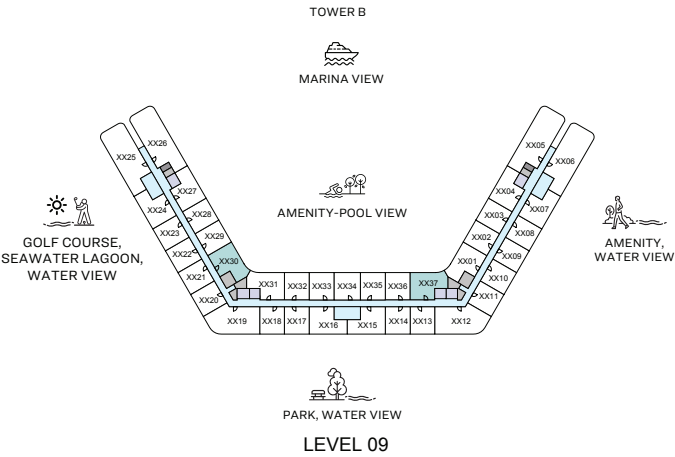 TOWER B
MARINA VIEW
XX26
XX05
XX25
XX06
XX27
XX04
AMENITY-POOL VIEW
XX24
XX28
XX03
XX07
XX23
XX29
XX02
XX08
GOLF COURSE,
SEAWATER LAGOON,
WATER VIEW
AMENITY,
WATER VIEW
XX22
XX30
XX01
XX09
XX21
XX10
XX20
XX31
XX32
XX33
XX34
XX35
XX36
XX37
XX11
XX19
XX18
XX17
XX16
XX15
XX14
XX13
XX12
PARK, WATER VIEW
LEVEL 09